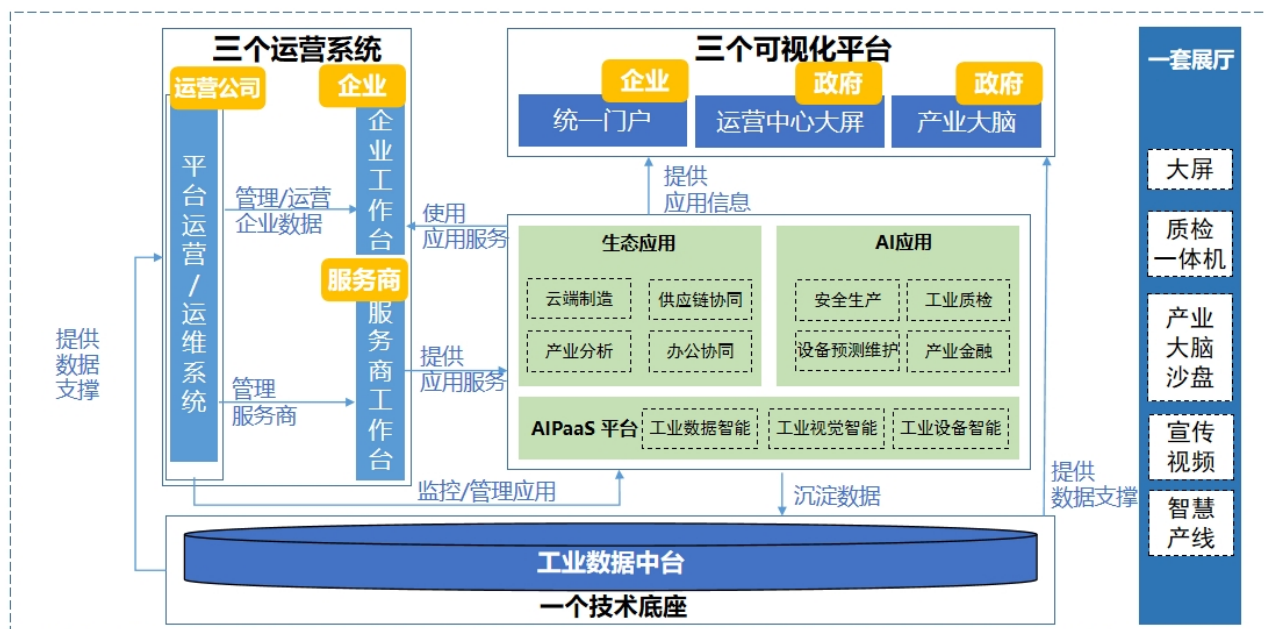 三个运营系统
运营公司
企业
平台运营/运维系统
企业工作台
管理/运营
企业数据
服务商
服务商工作台
管理
服务商
提供
数据
支撑
使用
应用服务
提供
应用服务
监控/管理应用
三个可视化平台
企业
政府
政府
统一门户
运营中心大屏
产业大脑
提供
应用信息
生态应用
云端制造
供应链协同
产业分析
办公协同
AI应用
安全生产
工业质检
设备预测维护
产业金融
AIPaaS 平台
工业数据智能
工业视觉智能
工业设备智能
沉淀数据
提供
数据支撑
工业数据中台
一个技术底座
一套展厅
大屏
质检
一体机
产业
大脑
沙盘
宣传
视频
智慧
产线